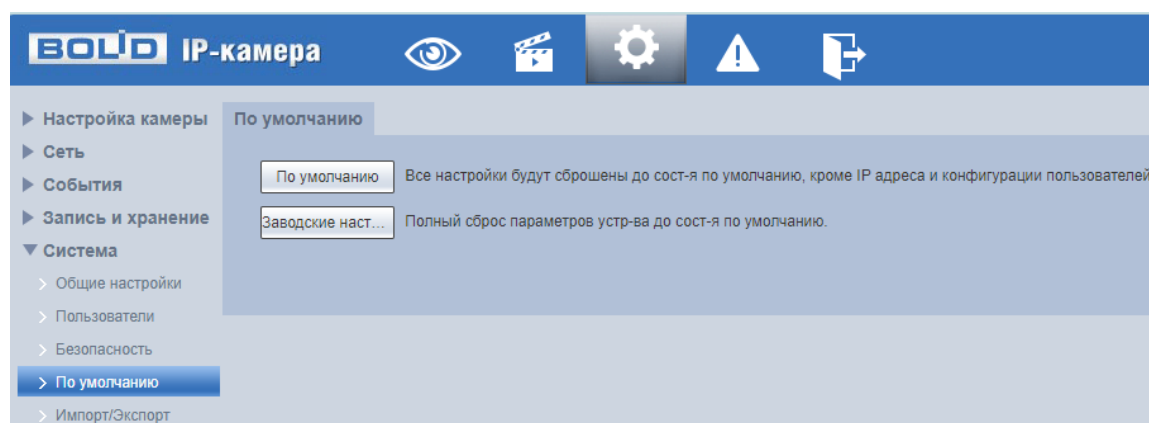 BOLID IP-камера
Настройка камеры
Сеть
События
Запись и хранение
Система
Общие настройки
Пользователи
Безопасность
По умолчанию
Импорт/Экспорт
По умолчанию
По умолчанию Все настройки будут сброшены до сост-я по умолчанию, кроме IP адреса и конфигурации пользователей
Заводские наст... Полный сброс параметров устр-ва до сост-я по умолчанию.